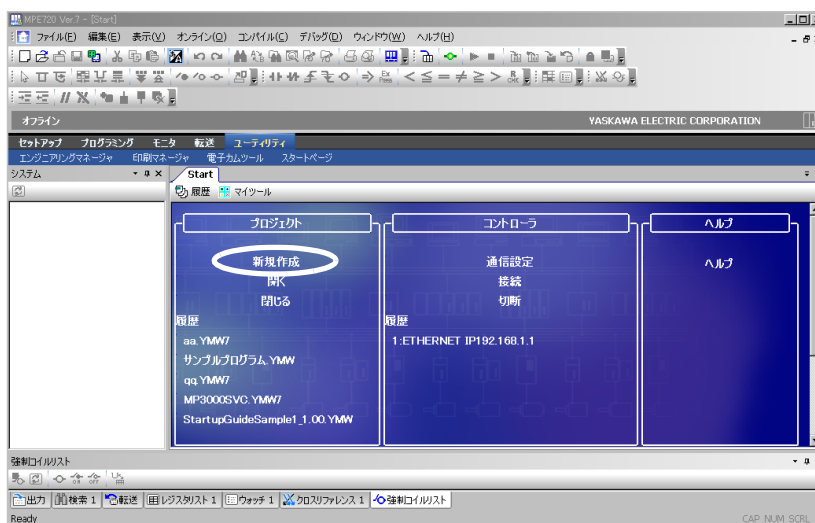 MPE720 Ver.7 - [Start]
ファイル(F) 編集(E) 表示(V) オンライン(O) コンパイル(C) デバッグ(D) ウィンドウ(W) ヘルプ(H)
オフライン YASKAWA ELECTRIC CORPORATION
セットアップ プログラミング モニタ 転送 ユーティリティ
エンジニアリングマネージャ 印刷マネージャ 電子カムツール スタートページ
システム
Start
履歴 マイツール
プロジェクト コントローラ ヘルプ
新規作成 通信設定 ヘルプ
開く 接続
閉じる 切断
履歴 履歴
aa.YMW7 1:ETHERNET IP192.168.1.1
サンプルプログラム.YMW
qq.YMW7
MP3000SVC.YMW7
StartupGuideSample1_1.00.YMW
強制コイルリスト
出力 検索 1 転送 レジスタリスト 1 ウォッチ 1 クロスリファレンス 1 強制コイルリスト
Ready CAP NUM SCRL